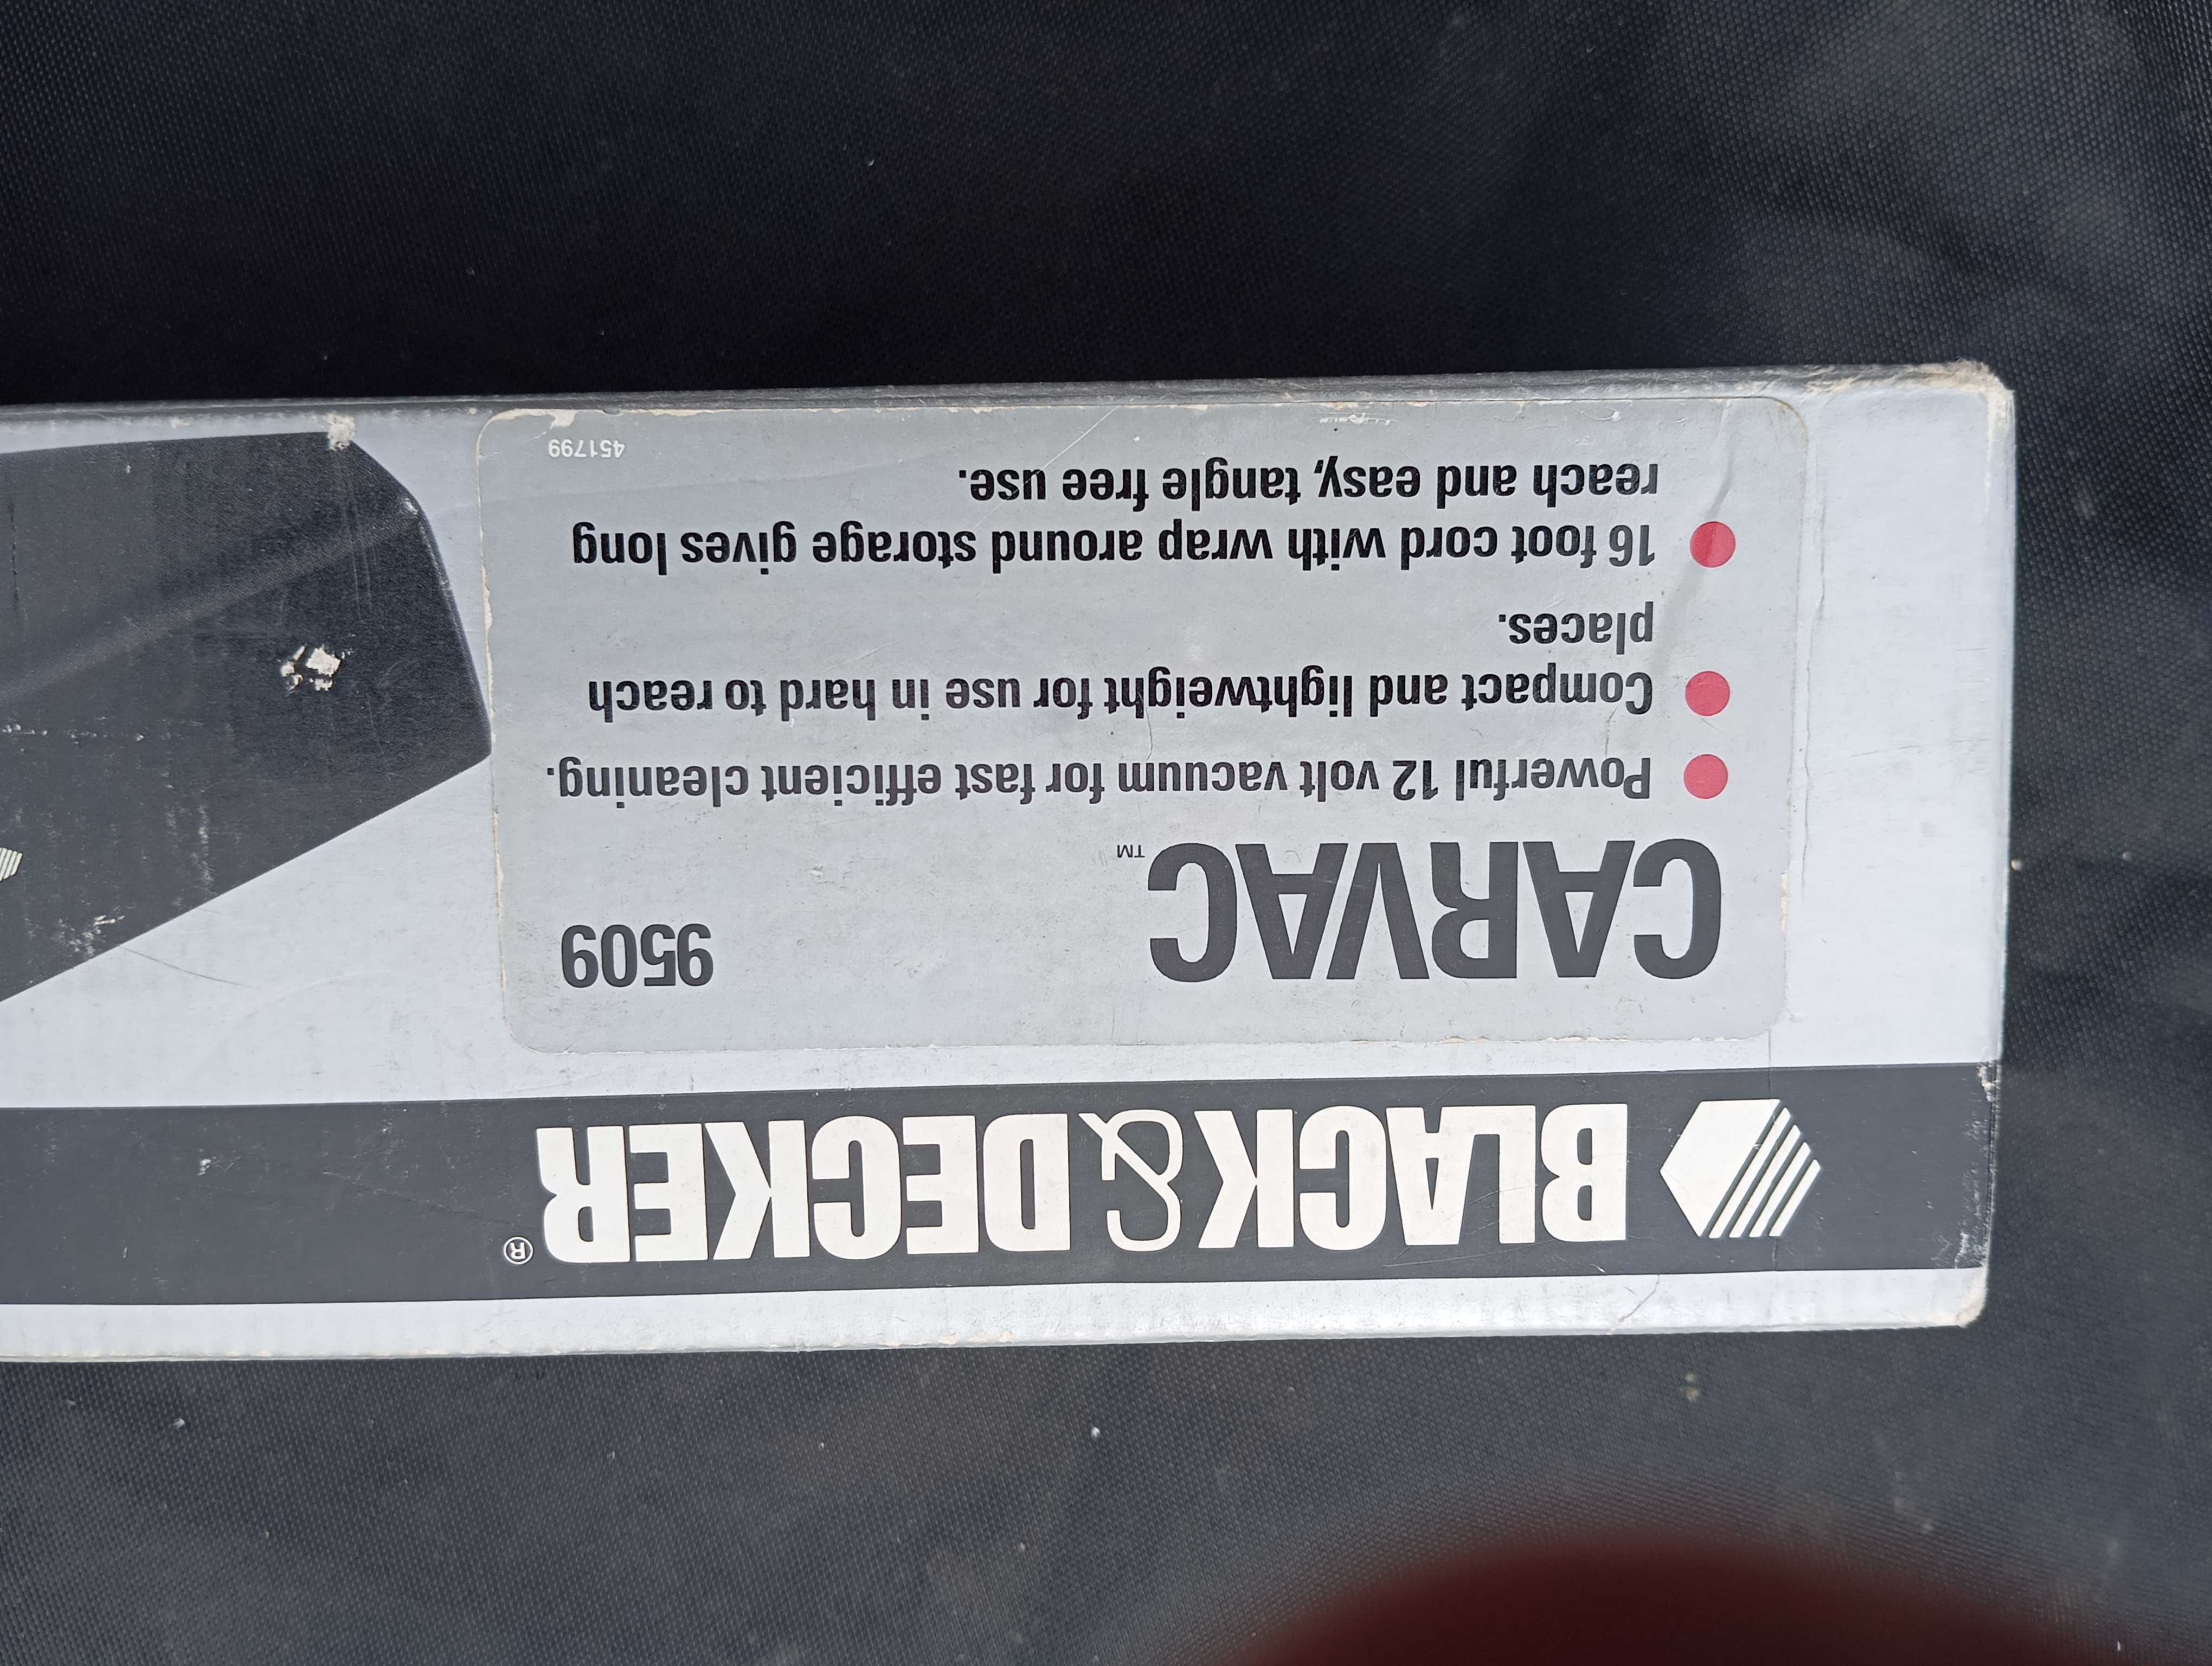 BLACK & DECKER®
CARVAC™ 9509
● Powerful 12 volt vacuum for fast efficient cleaning.
● Compact and lightweight for use in hard to reach
places.
● 16 foot cord with wrap around storage gives long
reach and easy, tangle free use.
451799